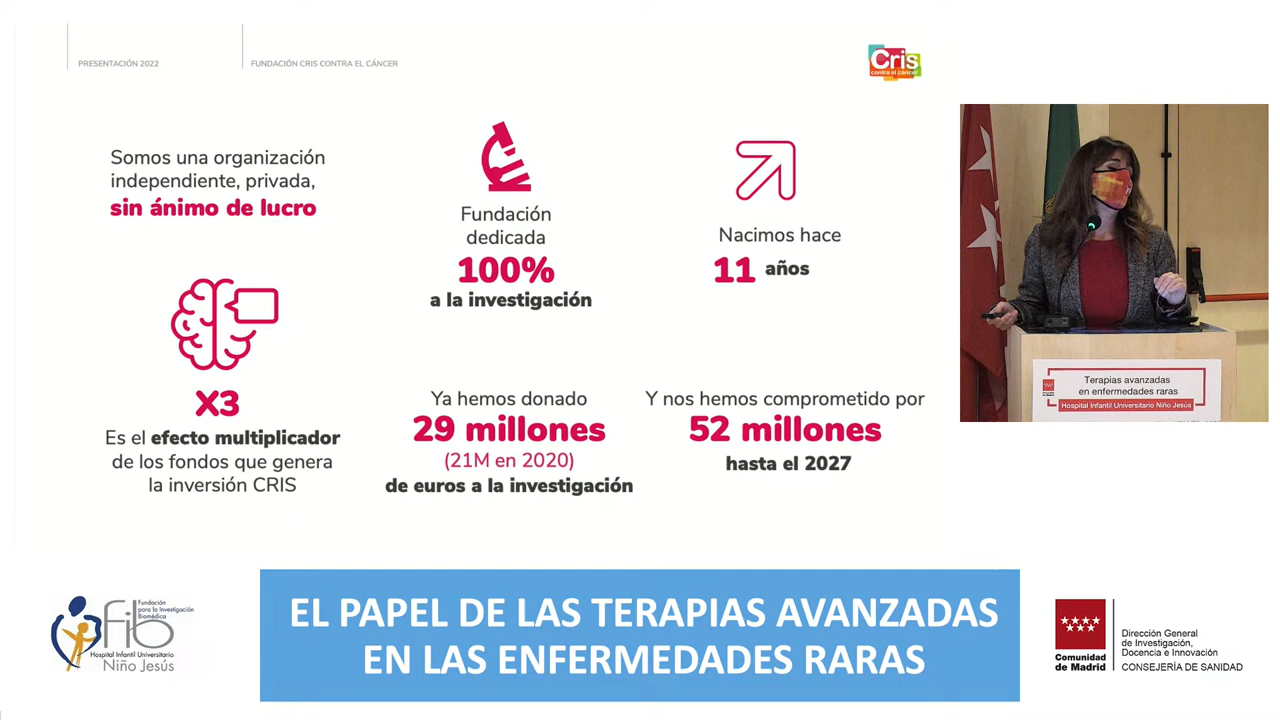 PRESENTACIÓN 2022
FUNDACIÓN CRIS CONTRA EL CÁNCER
Cris
contra el cáncer
Somos una organización
independiente, privada,
sin ánimo de lucro
Fundación
dedicada
100%
a la investigación
Nacimos hace
11 años
X3
Es el efecto multiplicador
de los fondos que genera
la inversión CRIS
Ya hemos donado
29 millones
(21M en 2020)
de euros a la investigación
Y nos hemos comprometido por
52 millones
hasta el 2027
Terapias avanzadas
en enfermedades raras
Hospital Infantil Universitario Niño Jesús
Fundación
para la Investigación
Biomédica
fib
Hospital Infantil Universitario
Niño Jesús
EL PAPEL DE LAS TERAPIAS AVANZADAS
EN LAS ENFERMEDADES RARAS
Comunidad
de Madrid
Dirección General
de Investigación,
Docencia e Innovación
CONSEJERÍA DE SANIDAD